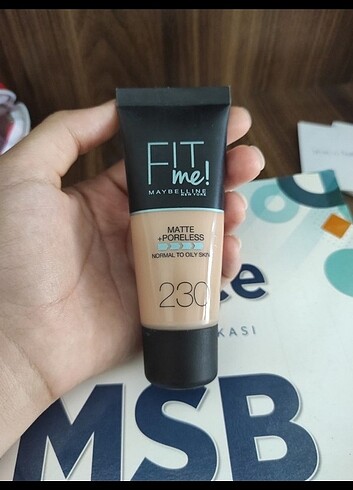 FIT
me!
MAYBELLINE
NEW YORK
MATTE
+PORELESS
NORMAL TO OILY SKIN
230
ce
KASI
MSB